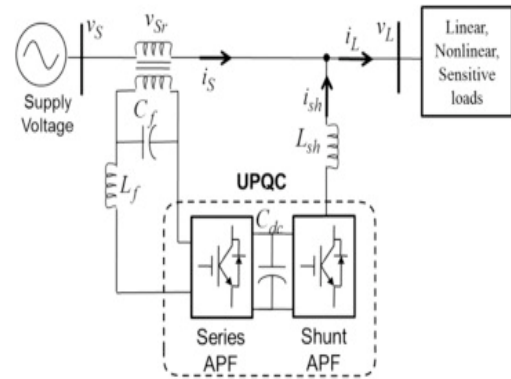 v_S
v_Sr
i_S
i_L
v_L
Linear,
Nonlinear,
Sensitive
loads
Supply
Voltage
C_f
i_sh
L_sh
L_f
UPQC
C_dc
Series
APF
Shunt
APF